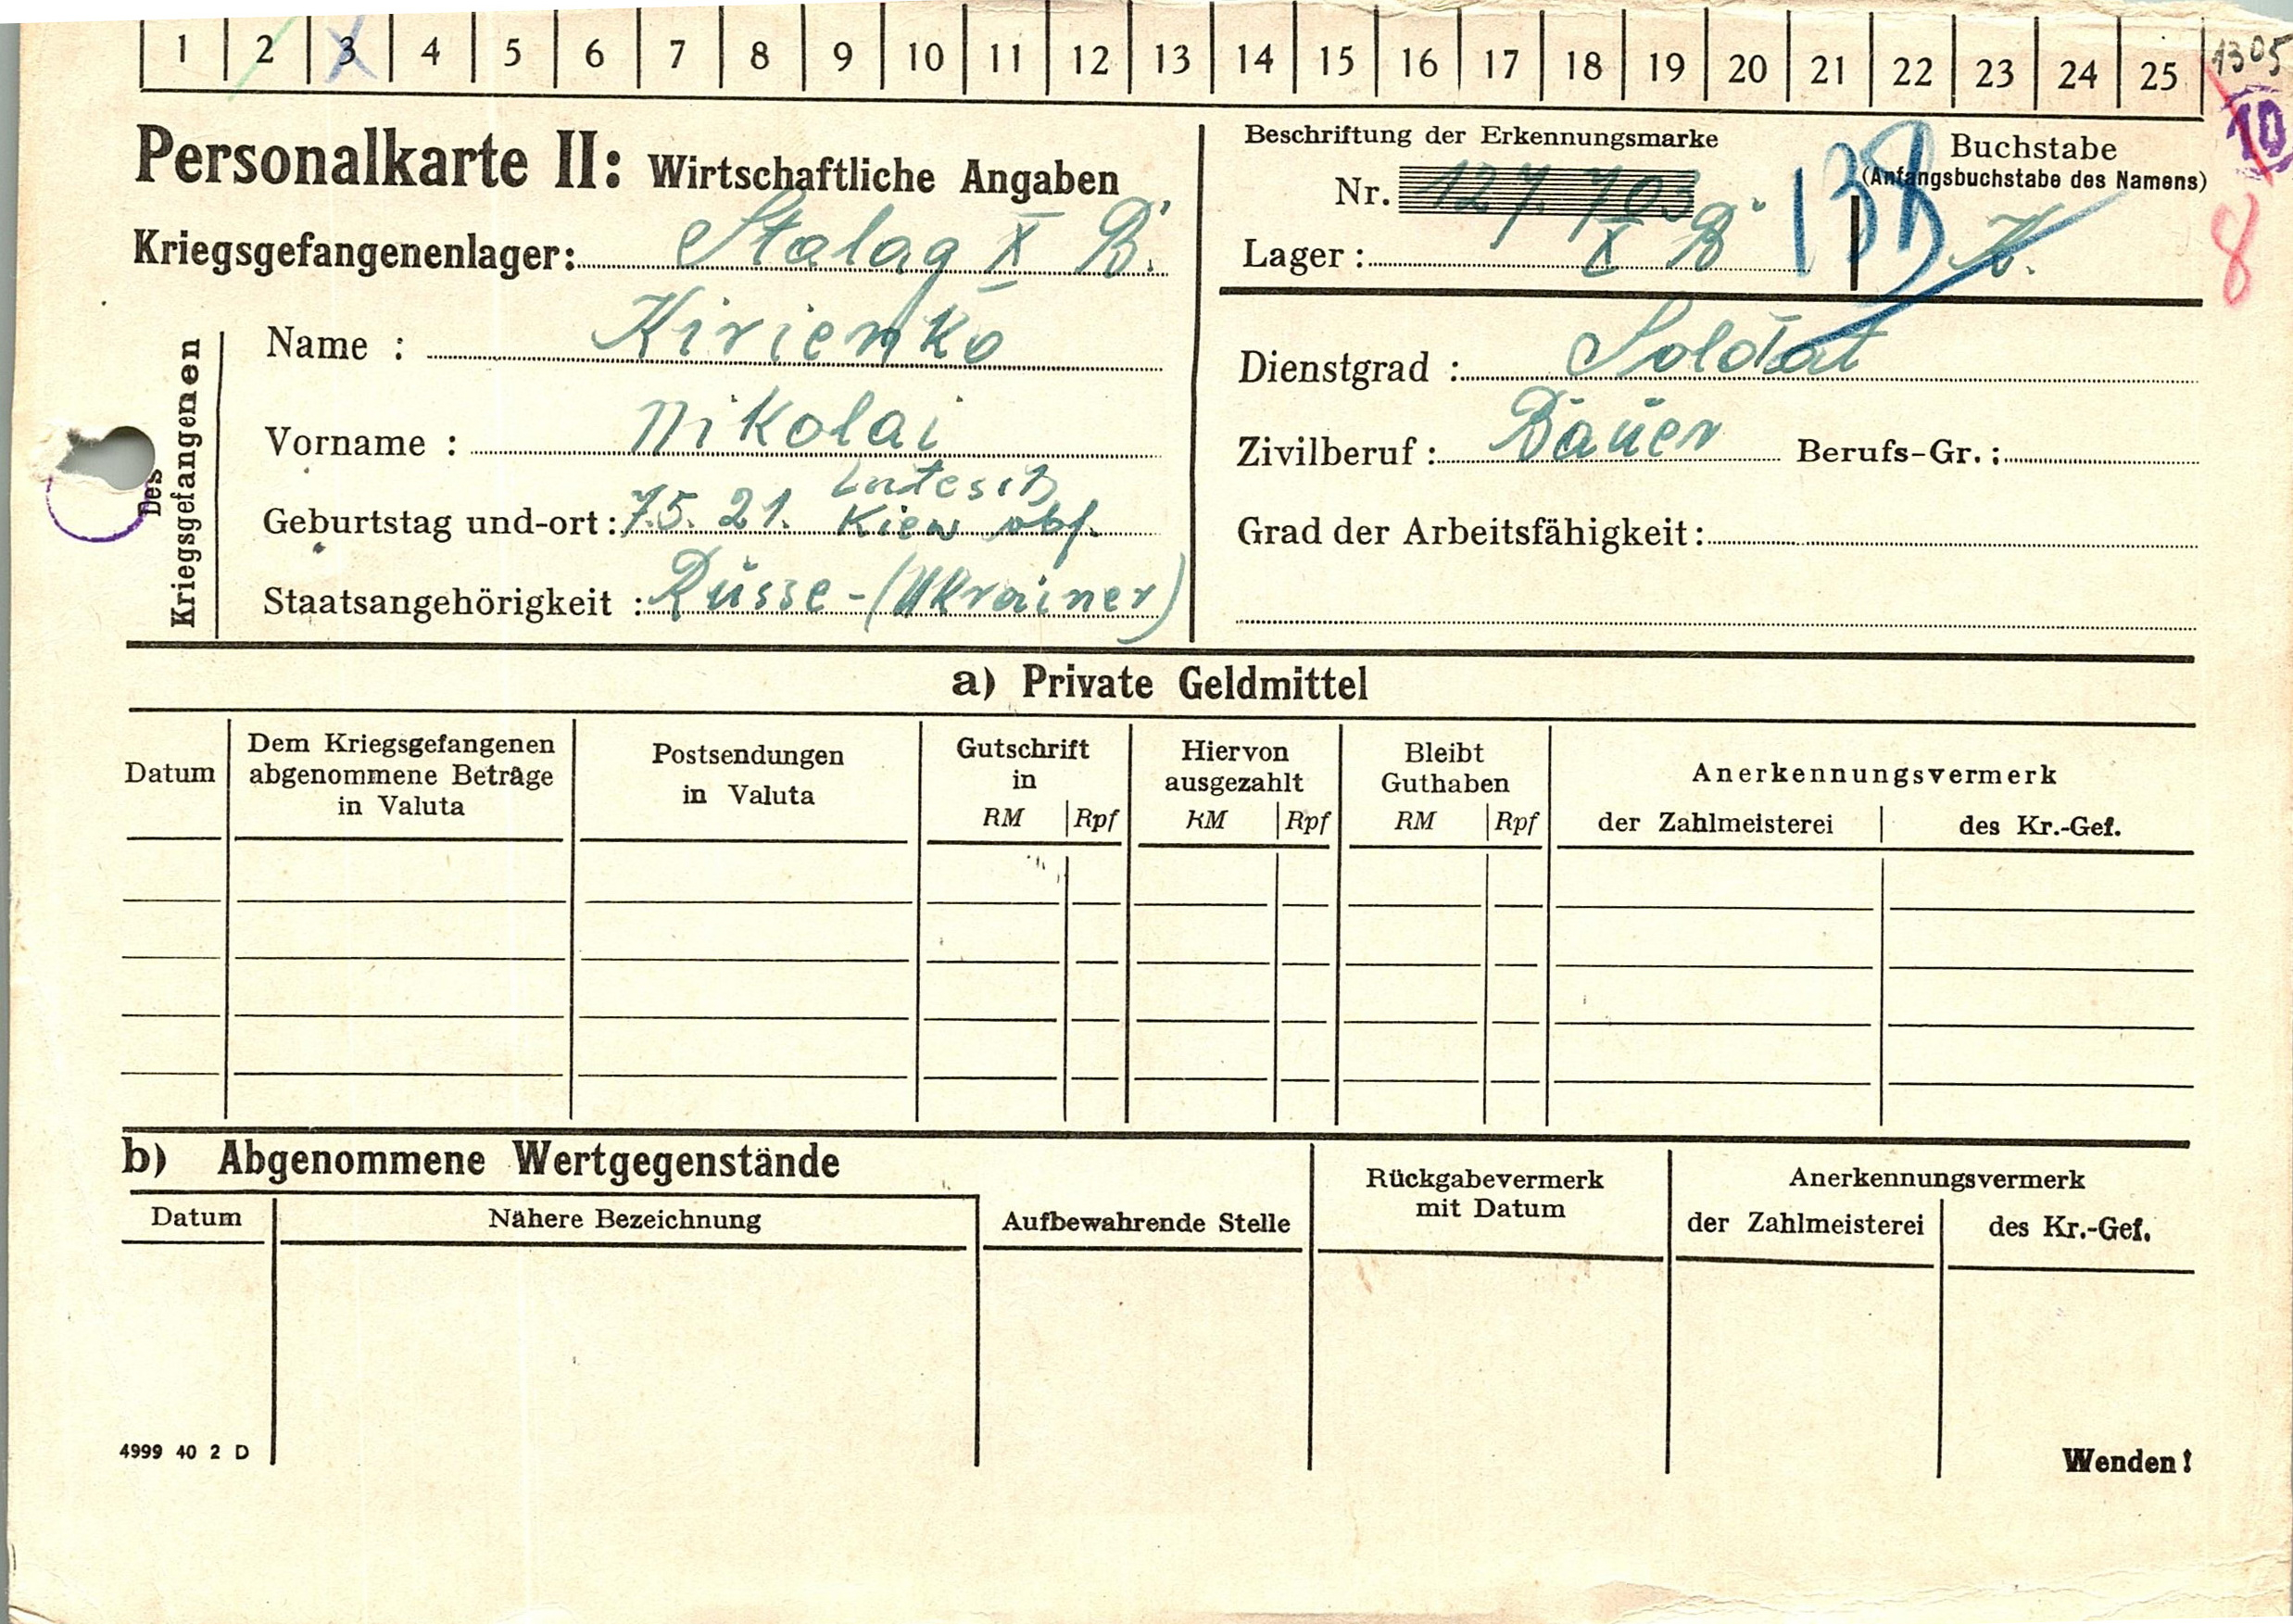 1 2 3 4 5 6 7 8 9 10 11 12 13 14 15 16 17 18 19 20 21 22 23 24 25
1305
10
8
Personalkarte II: Wirtschaftliche Angaben
Kriegsgefangenenlager: Stalag X B.
Beschriftung der Erkennungsmarke
Nr. 127 703
Lager: X B
Buchstabe
(Anfangsbuchstabe des Namens)
K.
Des Kriegsgefangenen
Name : Kirienko
Vorname : Nikolai
Geburtstag und-ort: 7.5. 21. Kiew obl.
Staatsangehörigkeit : Russe-(Ukrainer)
Dienstgrad : Soldat
Zivilberuf: Bauer Berufs-Gr.:
Grad der Arbeitsfähigkeit:
a) Private Geldmittel
Datum
Dem Kriegsgefangenen
abgenommene Beträge
in Valuta
Postsendungen
in Valuta
Gutschrift
in
RM Rpf
Hiervon
ausgezahlt
RM Rpf
Bleibt
Guthaben
RM Rpf
Anerkennungsvermerk
der Zahlmeisterei des Kr.-Gef.
b) Abgenommene Wertgegenstände
Datum
Nähere Bezeichnung
Aufbewahrende Stelle
Rückgabevermerk
mit Datum
Anerkennungsvermerk
der Zahlmeisterei des Kr.-Gef.
4999 40 2 D
Wenden!